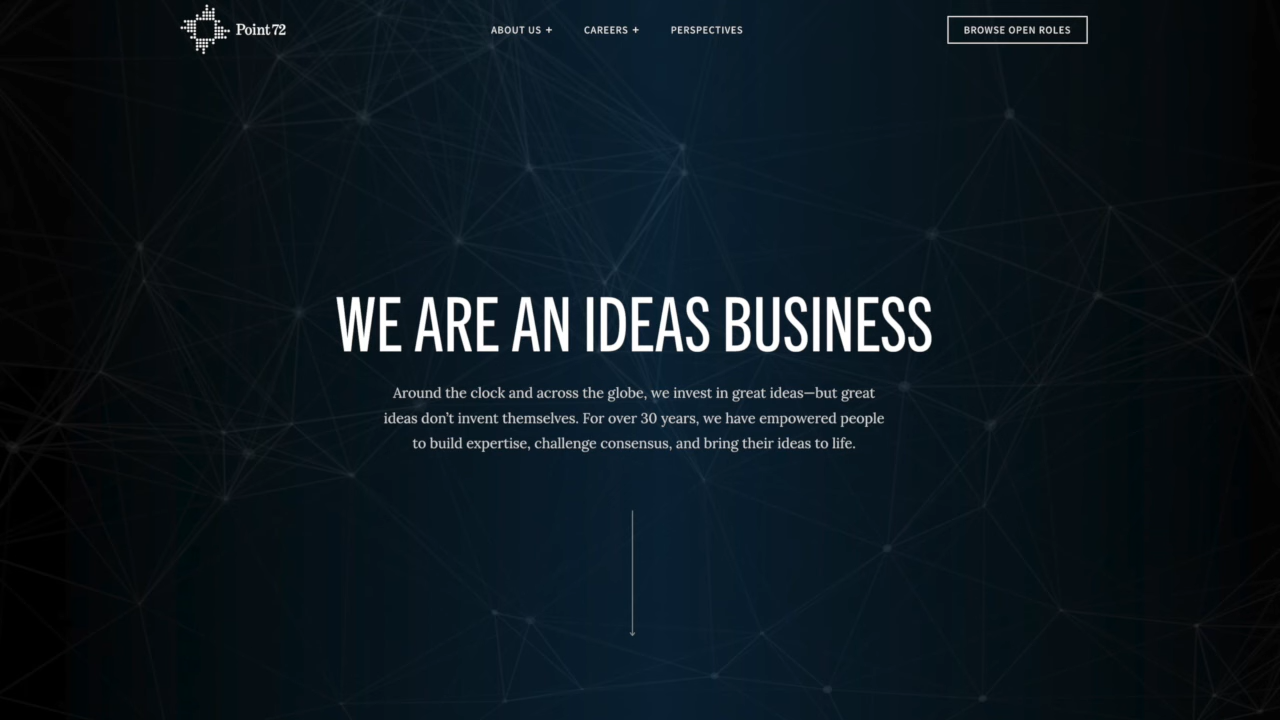 Point72
ABOUT US +
CAREERS +
PERSPECTIVES
BROWSE OPEN ROLES
WE ARE AN IDEAS BUSINESS
Around the clock and across the globe, we invest in great ideas—but great
ideas don't invent themselves. For over 30 years, we have empowered people
to build expertise, challenge consensus, and bring their ideas to life.